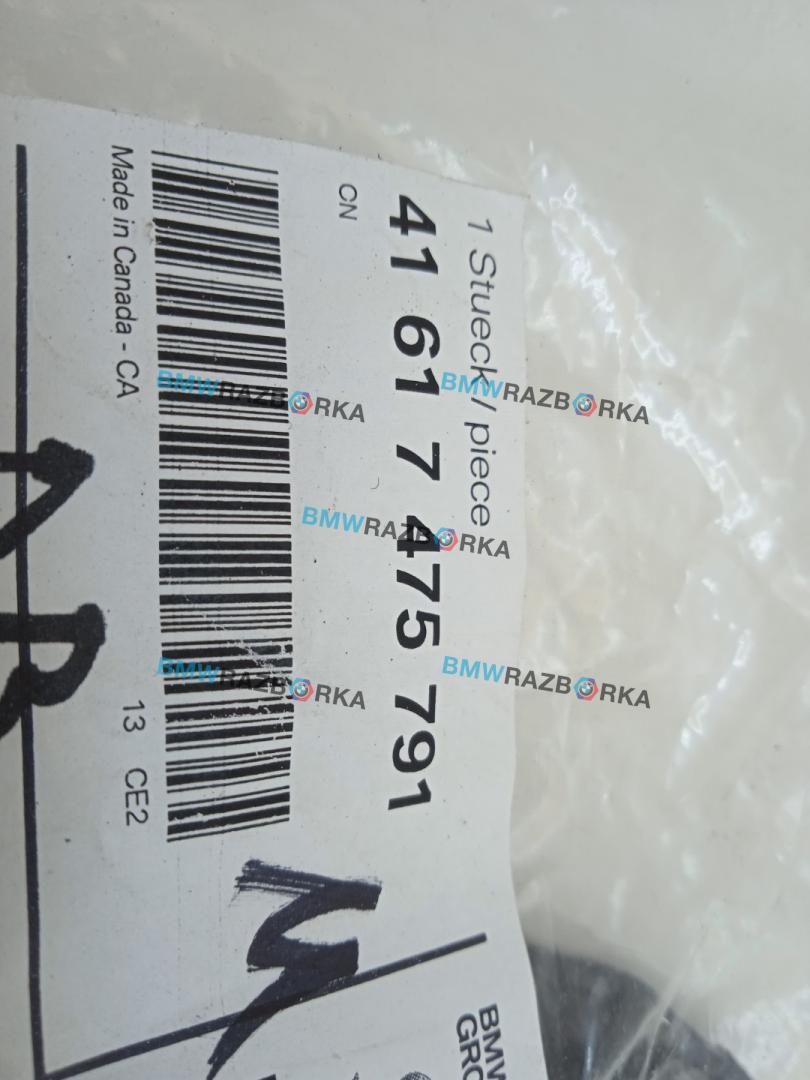 1 Stueck / piece
41 61 7 475 791
CN
Made in Canada - CA
13 CE2
BMW
BMWRAZBORKA
BMWRAZBORKA
BMWRAZBORKA
BMWRAZBORKA
BMWRAZBORKA